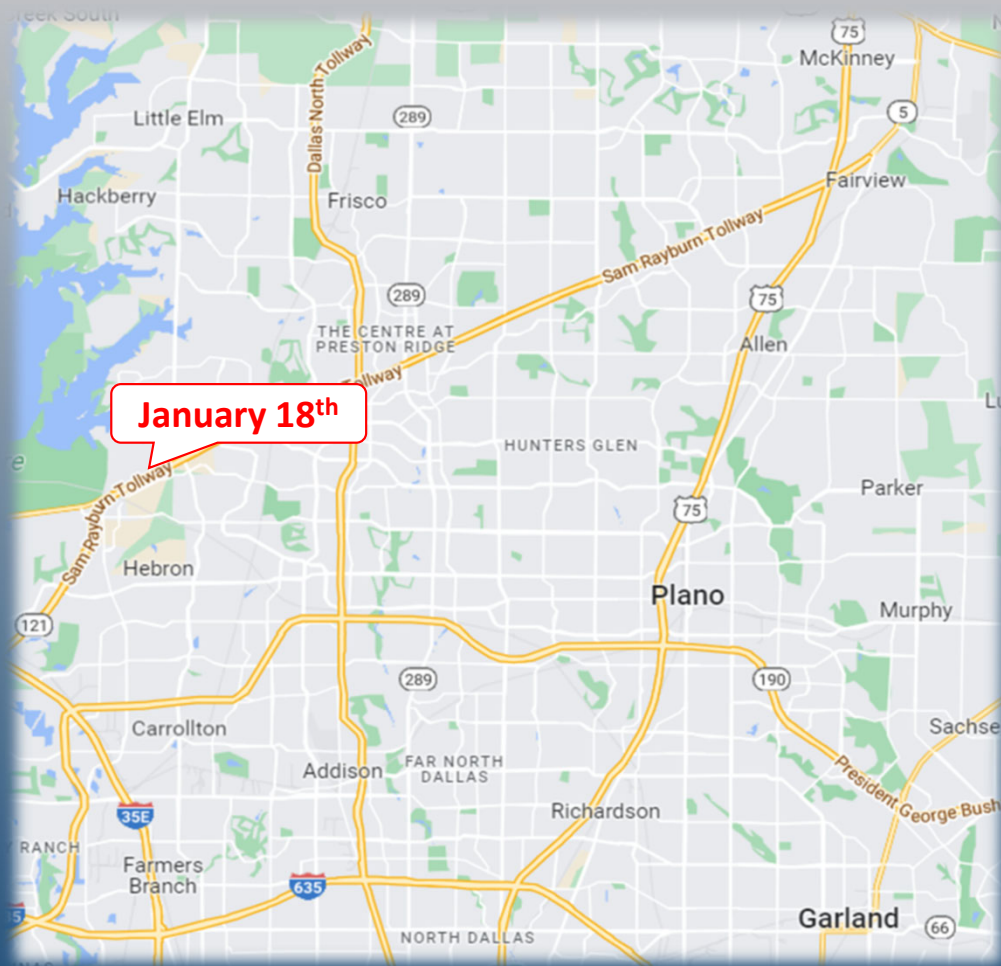 reek South
75
McKinney
Dallas North Tollway
Little Elm
289
5
Hackberry
Frisco
Fairview
Sam Rayburn Tollway
289
75
THE CENTRE AT
PRESTON RIDGE
Allen
Tollway
January 18th
HUNTERS GLEN
Sam Rayburn Tollway
Parker
75
Hebron
Plano
Murphy
121
289
190
Carrollton
Sachse
Addison
FAR NORTH
DALLAS
President George Bush
35E
Richardson
RANCH
Farmers
Branch
635
Garland
66
NORTH DALLAS